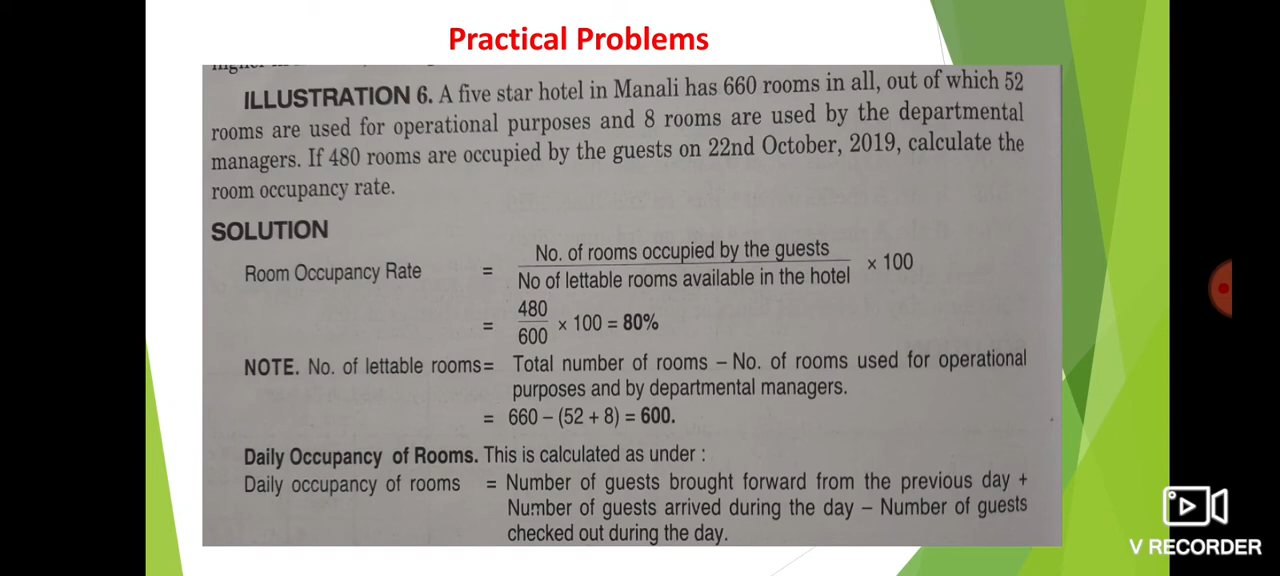 Practical Problems
ILLUSTRATION 6. A five star hotel in Manali has 660 rooms in all, out of which 52
rooms are used for operational purposes and 8 rooms are used by the departmental
managers. If 480 rooms are occupied by the guests on 22nd October, 2019, calculate the
room occupancy rate.
SOLUTION
Room Occupancy Rate = No. of rooms occupied by the guests / No of lettable rooms available in the hotel × 100
= 480 / 600 × 100 = 80%
NOTE. No. of lettable rooms = Total number of rooms – No. of rooms used for operational
purposes and by departmental managers.
= 660 – (52 + 8) = 600.
Daily Occupancy of Rooms. This is calculated as under :
Daily occupancy of rooms = Number of guests brought forward from the previous day +
Number of guests arrived during the day – Number of guests
checked out during the day.
V RECORDER